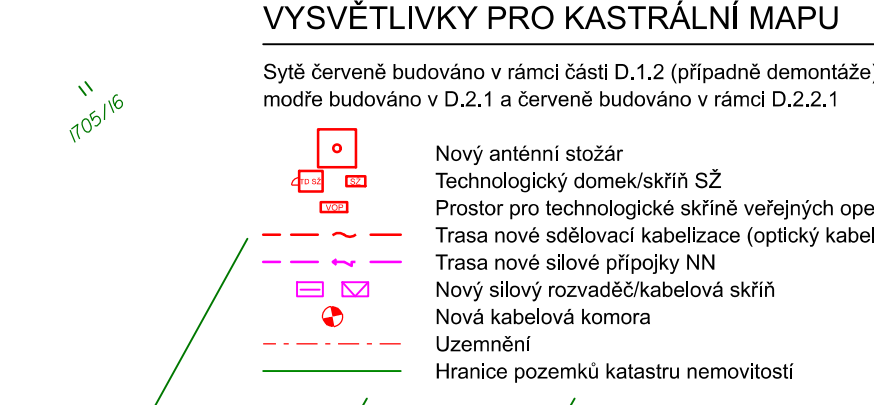 VYSVĚTLIVKY PRO KASTRÁLNÍ MAPU
Sytě červeně budováno v rámci části D.1.2 (případně demontáže)
modře budováno v D.2.1 a červeně budováno v rámci D.2.2.1
II
1705/16
Nový anténní stožár
TD SŽ SŽ Technologický domek/skříň SŽ
VOP Prostor pro technologické skříně veřejných ope
Trasa nové sdělovací kabelizace (optický kabel
Trasa nové silové přípojky NN
Nový silový rozvaděč/kabelová skříň
Nová kabelová komora
Uzemnění
Hranice pozemků katastru nemovitostí